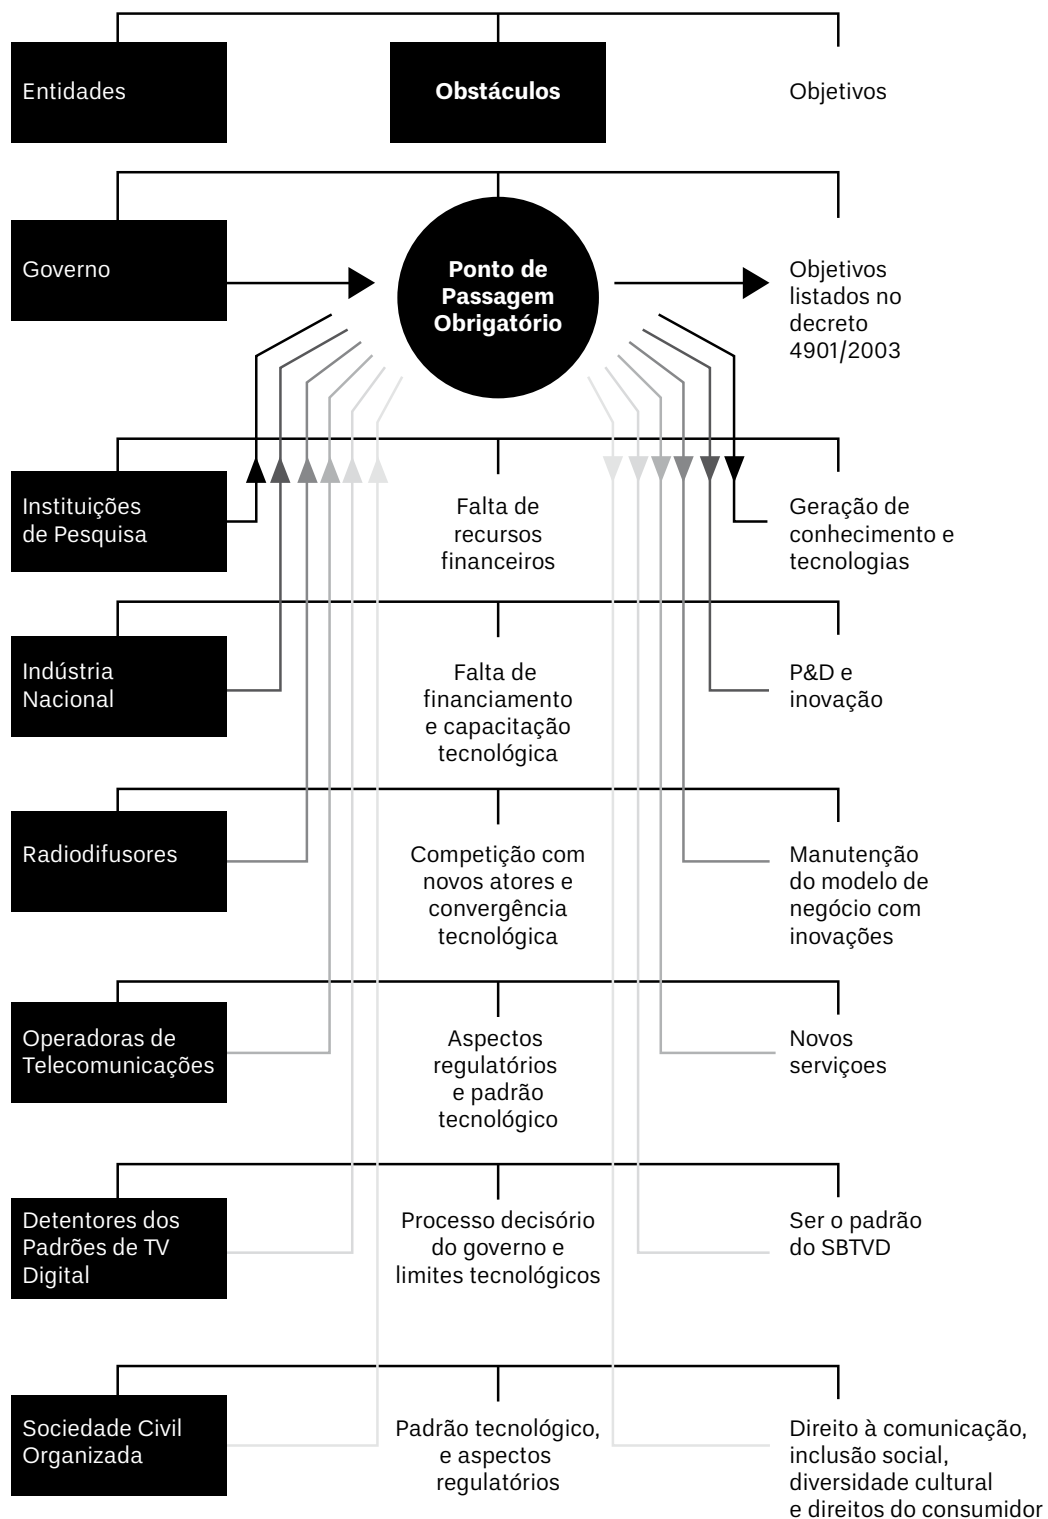 Entidades
Obstáculos
Objetivos
Governo
Ponto de
Passagem
Obrigatório
Objetivos
listados no
decreto
4901/2003
Instituições
de Pesquisa
Falta de
recursos
financeiros
Geração de
conhecimento e
tecnologias
Indústria
Nacional
Falta de
financiamento
e capacitação
tecnológica
P&D e
inovação
Radiodifusores
Competição com
novos atores e
convergência
tecnológica
Manutenção
do modelo de
negócio com
inovações
Operadoras de
Telecomunicações
Aspectos
regulatórios
e padrão
tecnológico
Novos
serviçoes
Detentores dos
Padrões de TV
Digital
Processo decisório
do governo e
limites tecnológicos
Ser o padrão
do SBTVD
Sociedade Civil
Organizada
Padrão tecnológico,
e aspectos
regulatórios
Direito à comunicação,
inclusão social,
diversidade cultural
e direitos do consumidor